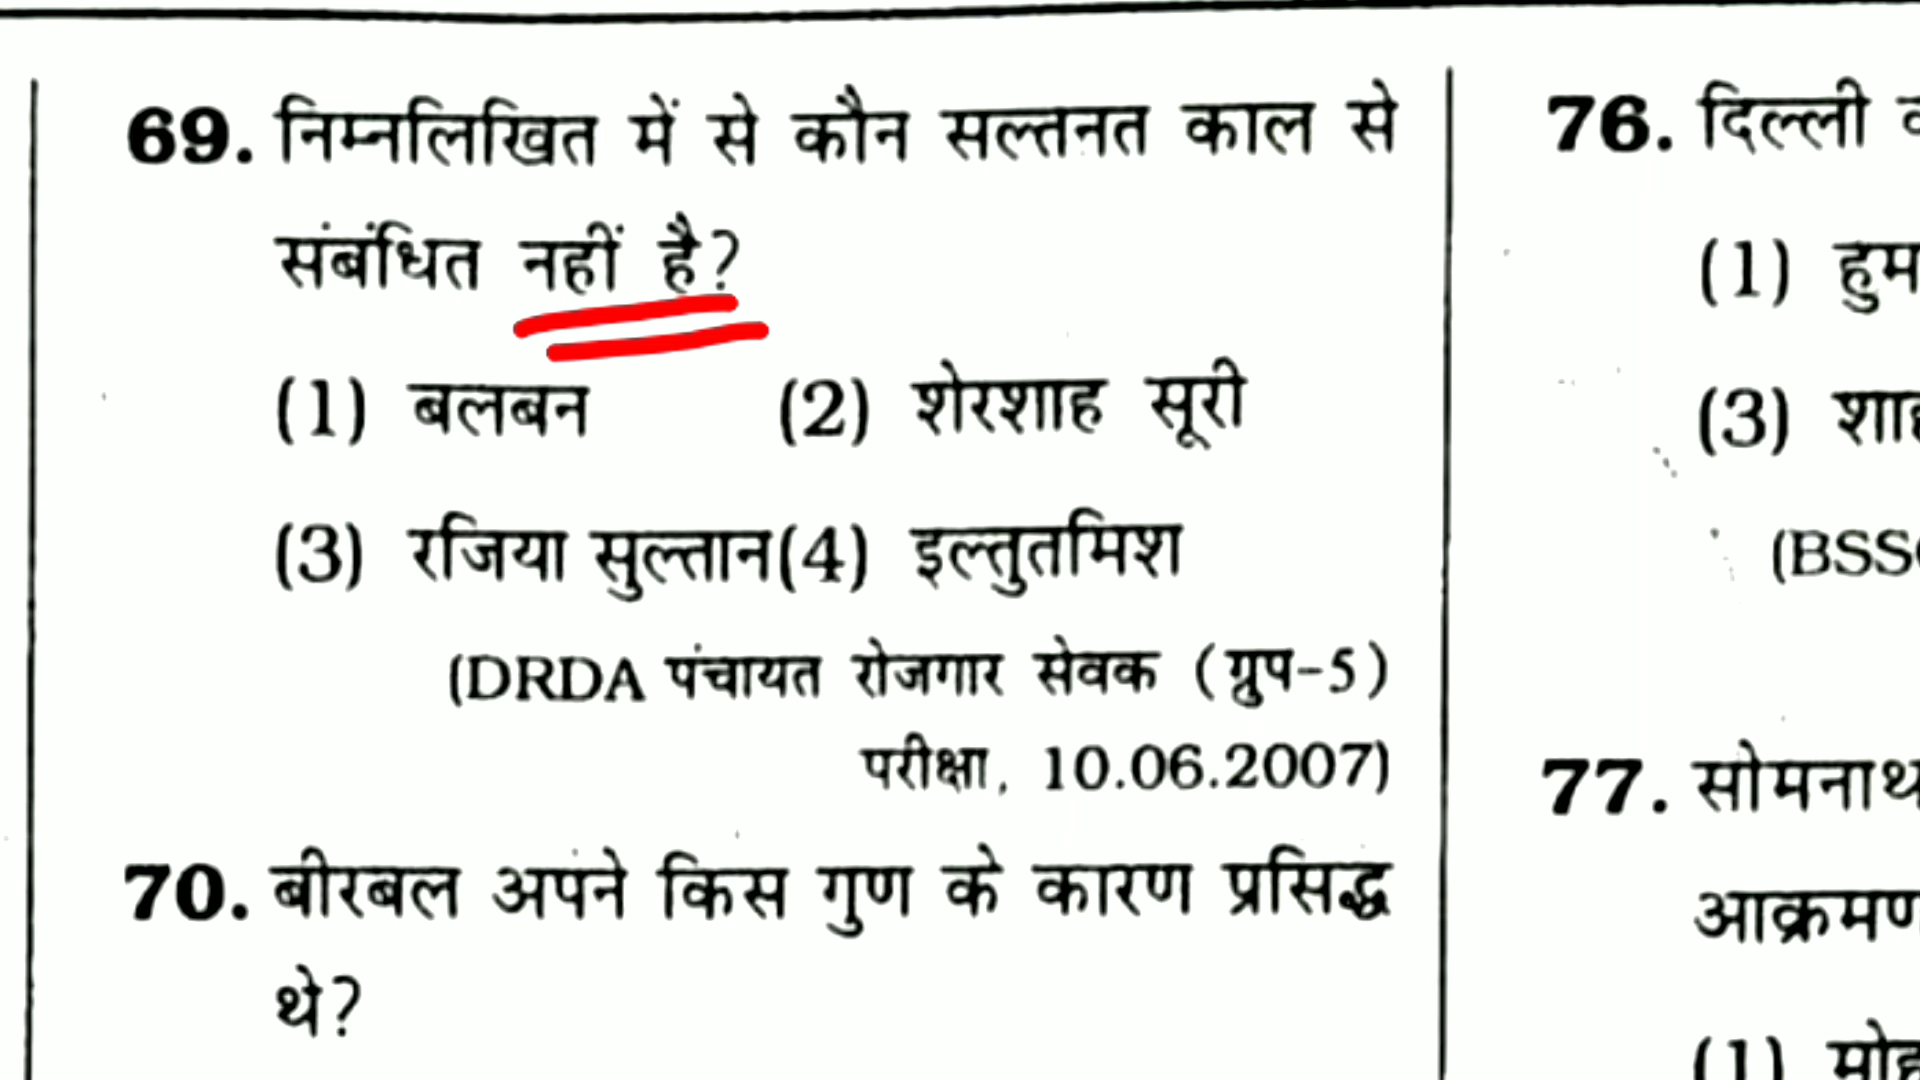 69. निम्नलिखित में से कौन सल्तनत काल से
संबंधित नहीं है?
(1) बलबन (2) शेरशाह सूरी
(3) रजिया सुल्तान (4) इल्तुतमिश
(DRDA पंचायत रोजगार सेवक (ग्रुप-5)
परीक्षा, 10.06.2007)
70. बीरबल अपने किस गुण के कारण प्रसिद्ध
थे?
76. दिल्ली
(1)
(3)
77. सोमनाथ
आक्रमण
(1)